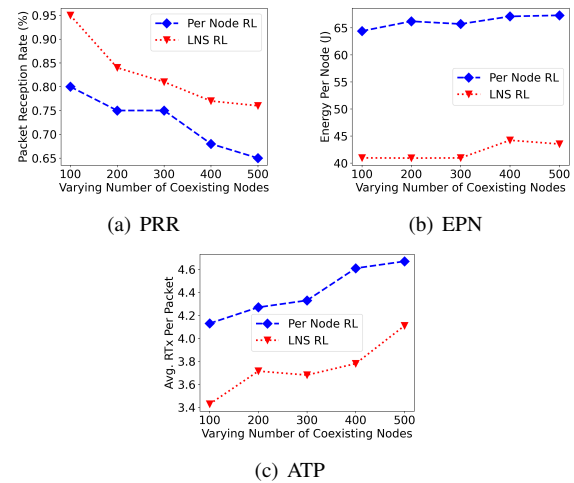 Packet Reception Rate (%)
0.95
0.90
0.85
0.80
0.75
0.70
0.65
Per Node RL
LNS RL
100 200 300 400 500
Varying Number of Coexisting Nodes
(a) PRR
Energy Per Node (J)
65
60
55
50
45
40
Per Node RL
LNS RL
100 200 300 400 500
Varying Number of Coexisting Nodes
(b) EPN
Avg. RTx Per Packet
4.6
4.4
4.2
4.0
3.8
3.6
3.4
Per Node RL
LNS RL
100 200 300 400 500
Varying Number of Coexisting Nodes
(c) ATP